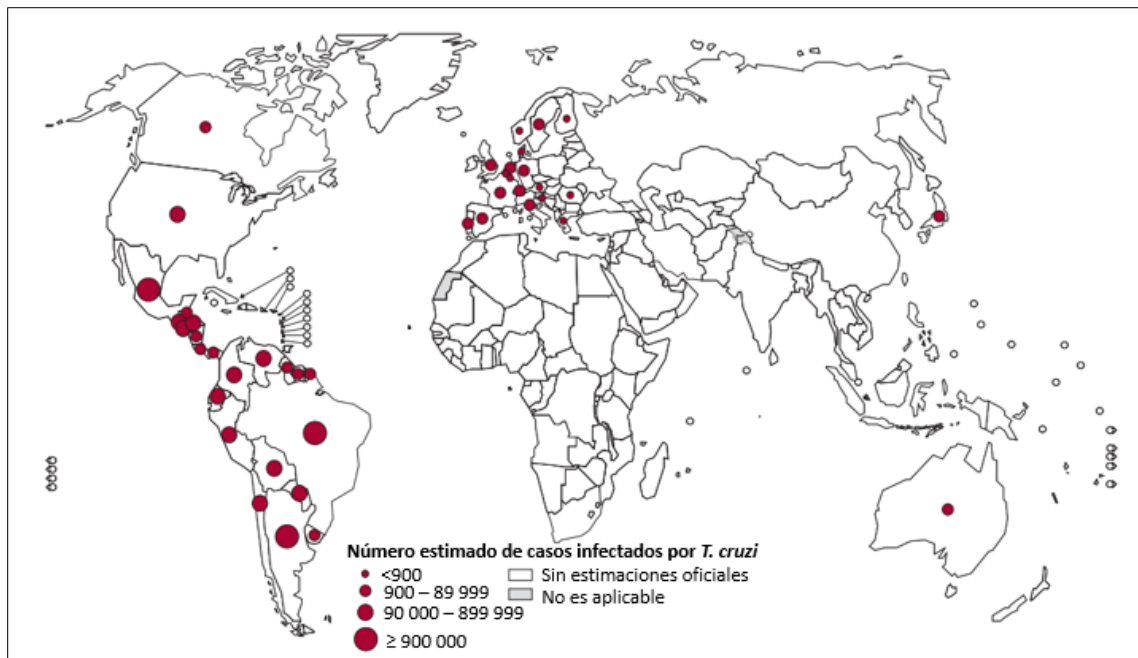 Número estimado de casos infectados por T. cruzi
<900
900 – 89 999
90 000 – 899 999
≥ 900 000
Sin estimaciones oficiales
No es aplicable